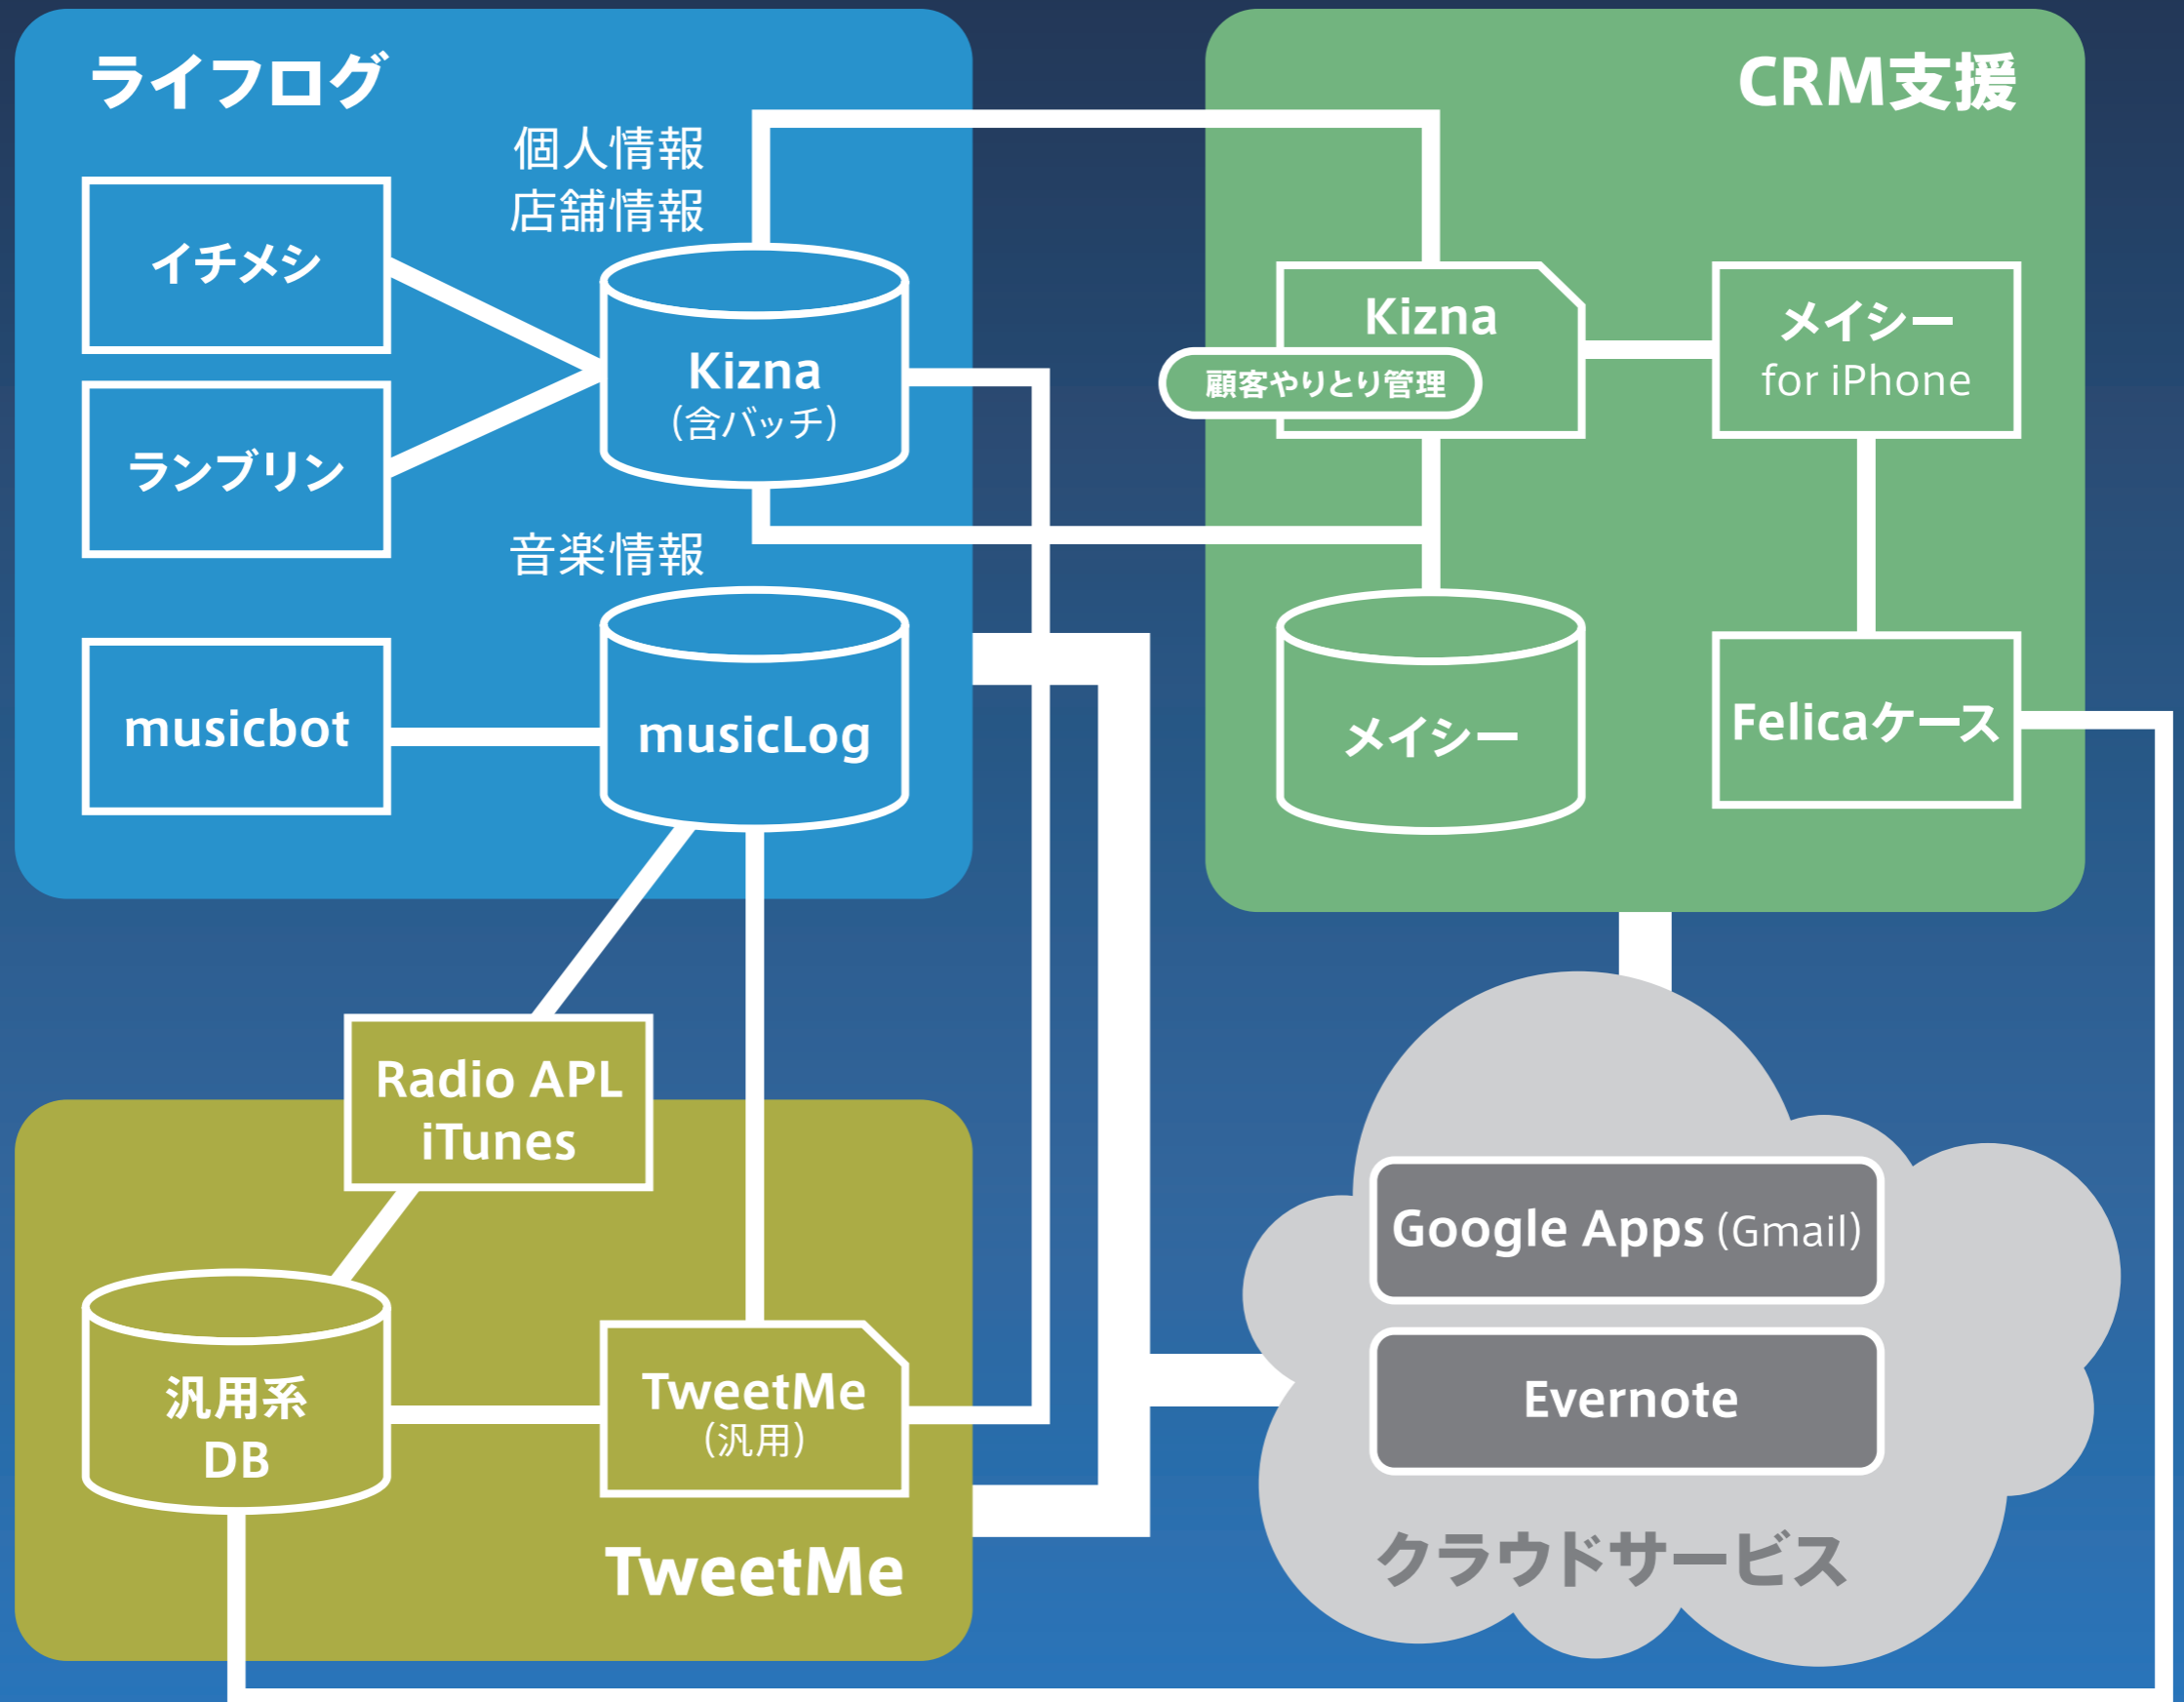 ライフログ
個人情報
店舗情報
イチメシ
ランブリン
Kizna
(含バッチ)
音楽情報
musicbot
musicLog
CRM支援
Kizna
顧客やりとり管理
メイシー
for iPhone
メイシー
Felicaケース
Radio APL
iTunes
汎用系
DB
TweetMe
(汎用)
TweetMe
Google Apps (Gmail)
Evernote
クラウドサービス